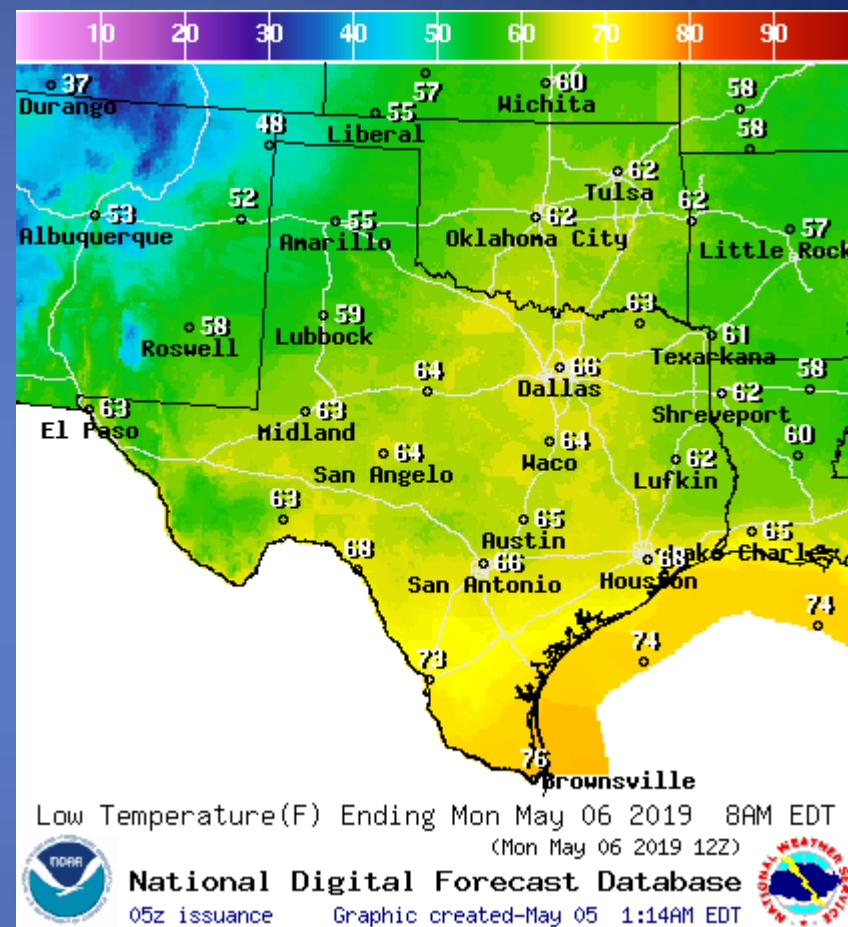 10 20 30 40 50 60 70 80 90
37
Durango
57
60
Wichita
58
55
Liberal
48
58
62
Tulsa
53
Albuquerque
52
55
Amarillo
62
Oklahoma City
62
57
Little Rock
58
Roswell
59
Lubbock
63
61
Texarkana
66
Dallas
64
62
Shreveport
58
63
El Paso
63
Midland
64
San Angelo
64
Waco
62
Lufkin
60
63
65
Austin
65
Lake Charles
68
66
San Antonio
68
Houston
74
74
73
76
Brownsville
Low Temperature(F) Ending Mon May 06 2019 8AM EDT
(Mon May 06 2019 12Z)
NOAA
National Digital Forecast Database
05z issuance Graphic created-May 05 1:14AM EDT
NATIONAL WEATHER SERVICE